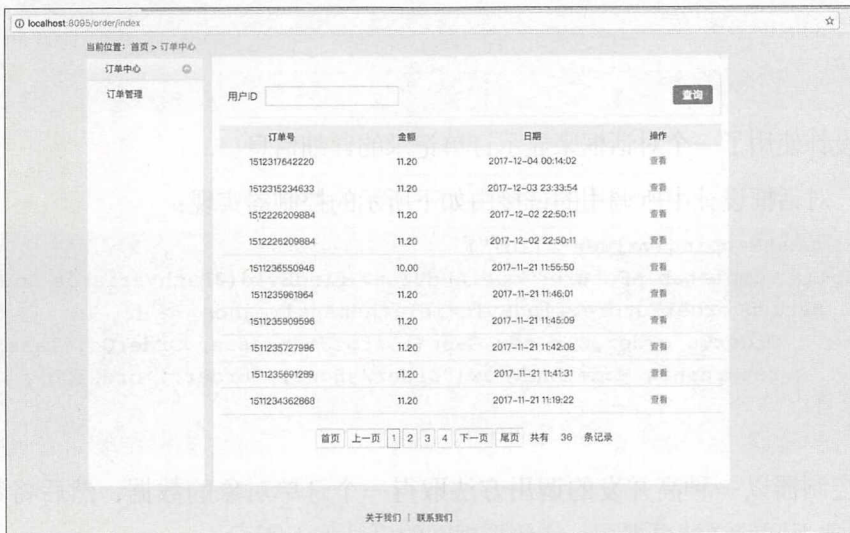 localhost:8095/order/index
当前位置：首页 > 订单中心
订单中心
订单管理
用户ID 查询
订单号 金额 日期 操作
1512317642220 11.20 2017-12-04 00:14:02 查看
1512315234633 11.20 2017-12-03 23:33:54 查看
1512226209884 11.20 2017-12-02 22:50:11 查看
1512226209884 11.20 2017-12-02 22:50:11 查看
1511236550946 10.00 2017-11-21 11:55:50 查看
1511235961864 11.20 2017-11-21 11:46:01 查看
1511235909596 11.20 2017-11-21 11:45:09 查看
1511235727996 11.20 2017-11-21 11:42:08 查看
1511235691289 11.20 2017-11-21 11:41:31 查看
1511234362868 11.20 2017-11-21 11:19:22 查看
首页 上一页 1 2 3 4 下一页 尾页 共有 36 条记录
关于我们 | 联系我们